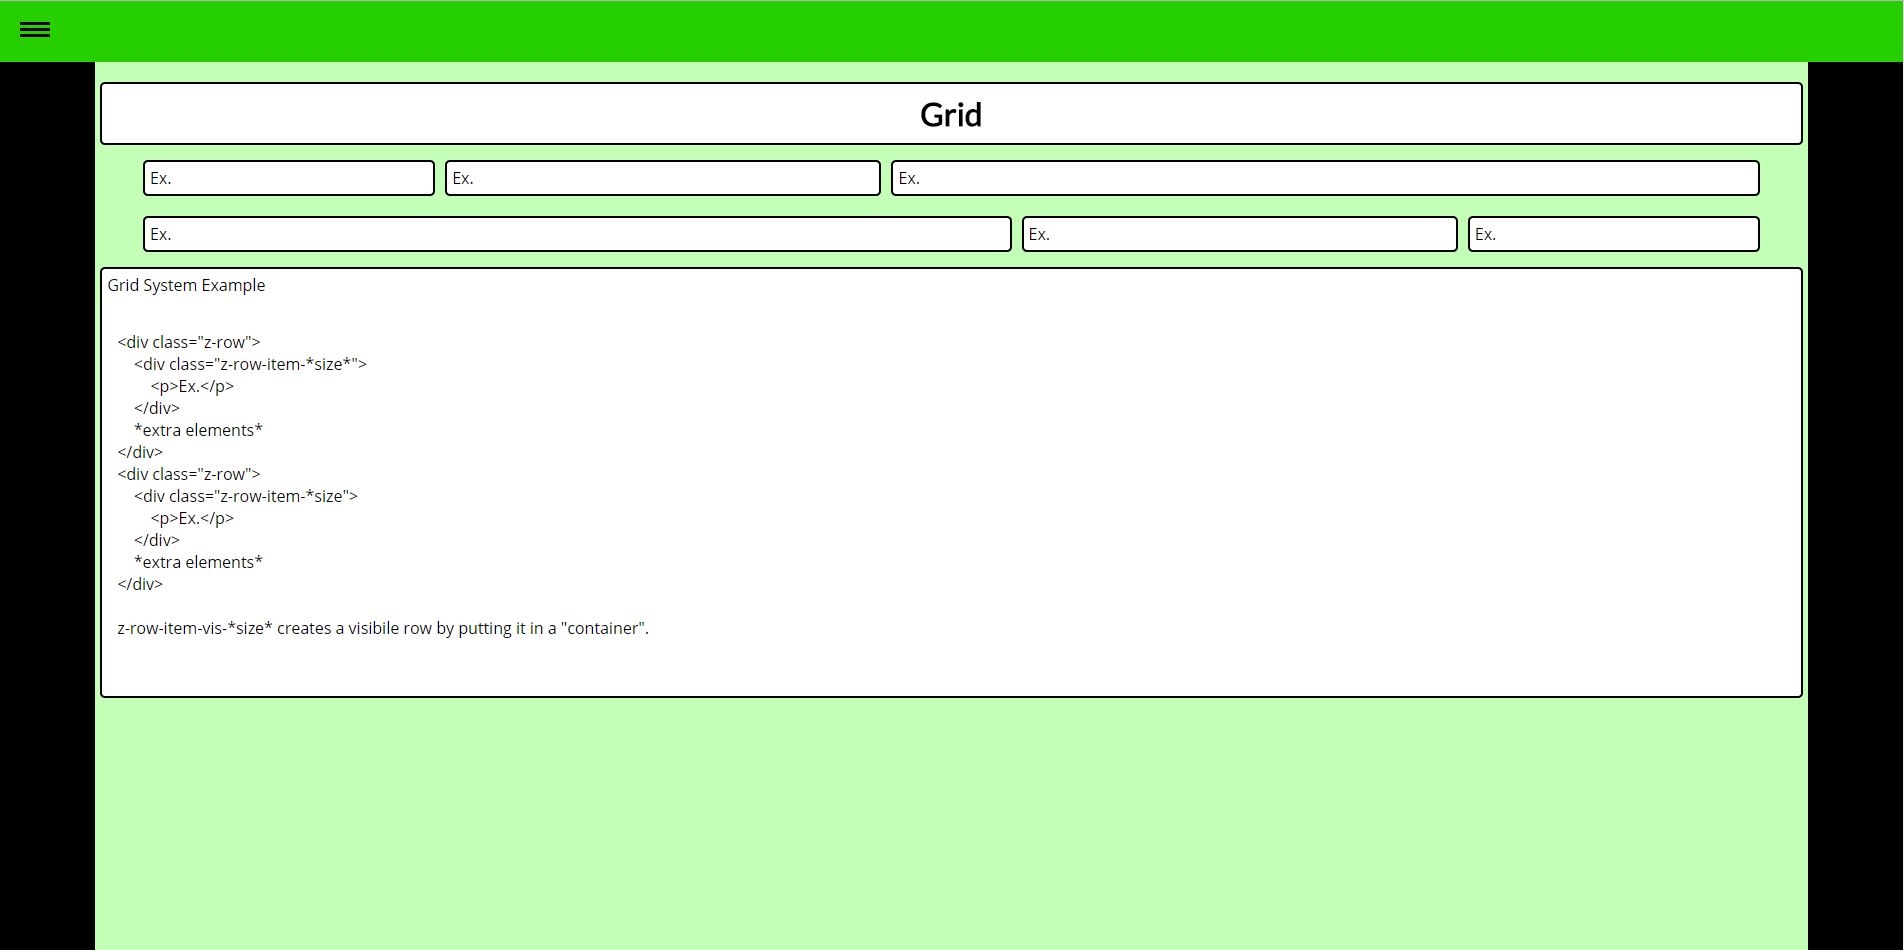 Grid
Ex. Ex. Ex.
Ex. Ex. Ex.
Grid System Example
<div class="z-row">
<div class="z-row-item-*size*">
<p>Ex.</p>
</div>
*extra elements*
</div>
<div class="z-row">
<div class="z-row-item-*size">
<p>Ex.</p>
</div>
*extra elements*
</div>
z-row-item-vis-*size* creates a visibile row by putting it in a "container".